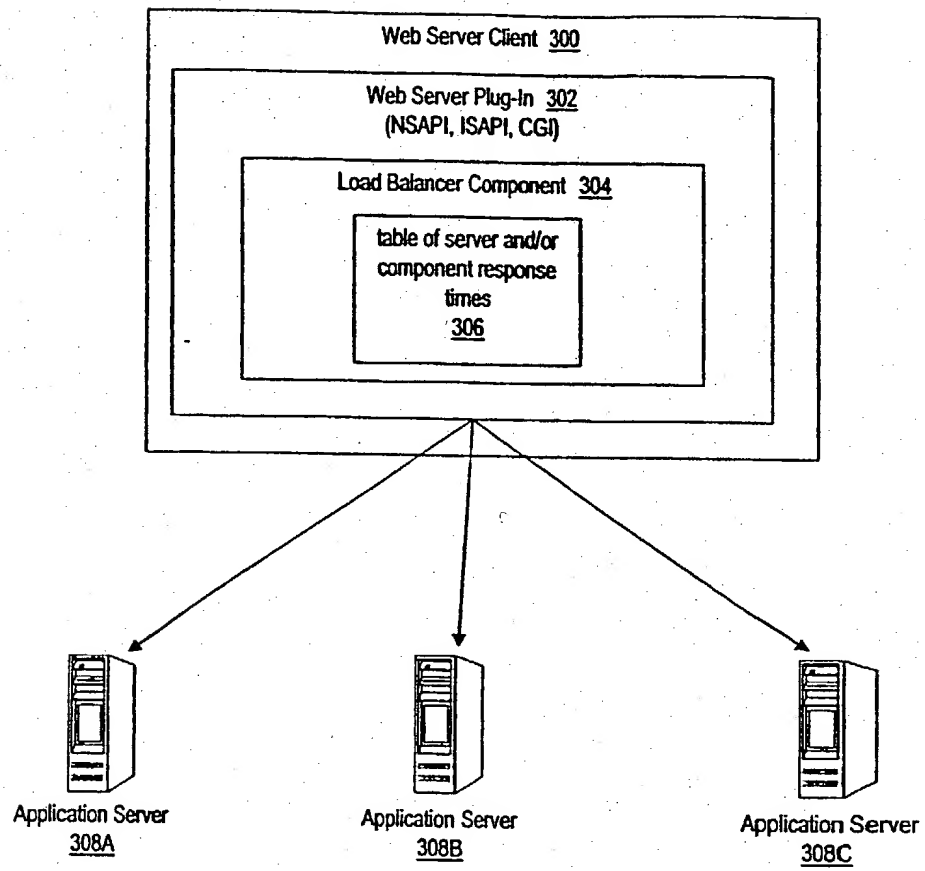 Web Server Client 300
Web Server Plug-In 302
(NSAPI, ISAPI, CGI)
Load Balancer Component 304
table of server and/or
component response
times
306
Application Server
308A
Application Server
308B
Application Server
308C